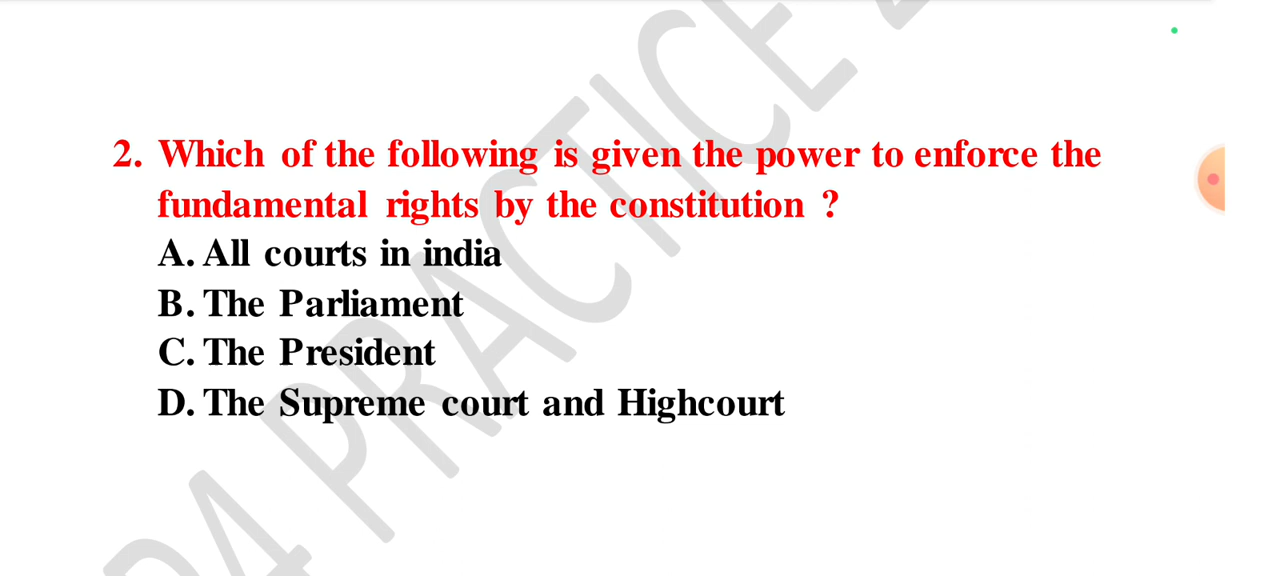 2. Which of the following is given the power to enforce the
fundamental rights by the constitution ?
A. All courts in india
B. The Parliament
C. The President
D. The Supreme court and Highcourt
PRACTICE